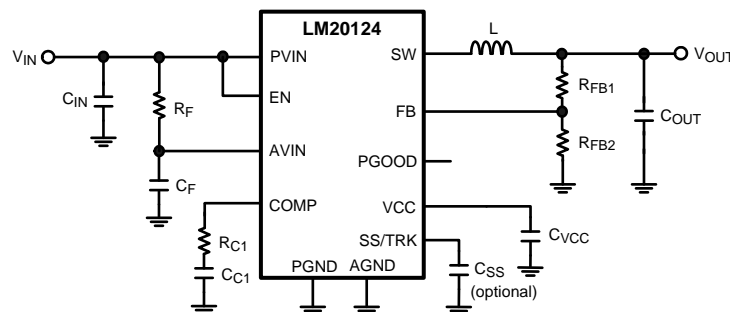 LM20124
VIN
PVIN
SW
L
VOUT
CIN
RF
EN
FB
RFB1
COUT
AVIN
PGOOD
RFB2
CF
COMP
VCC
RC1
SS/TRK
CVCC
CC1
PGND
AGND
CSS
(optional)